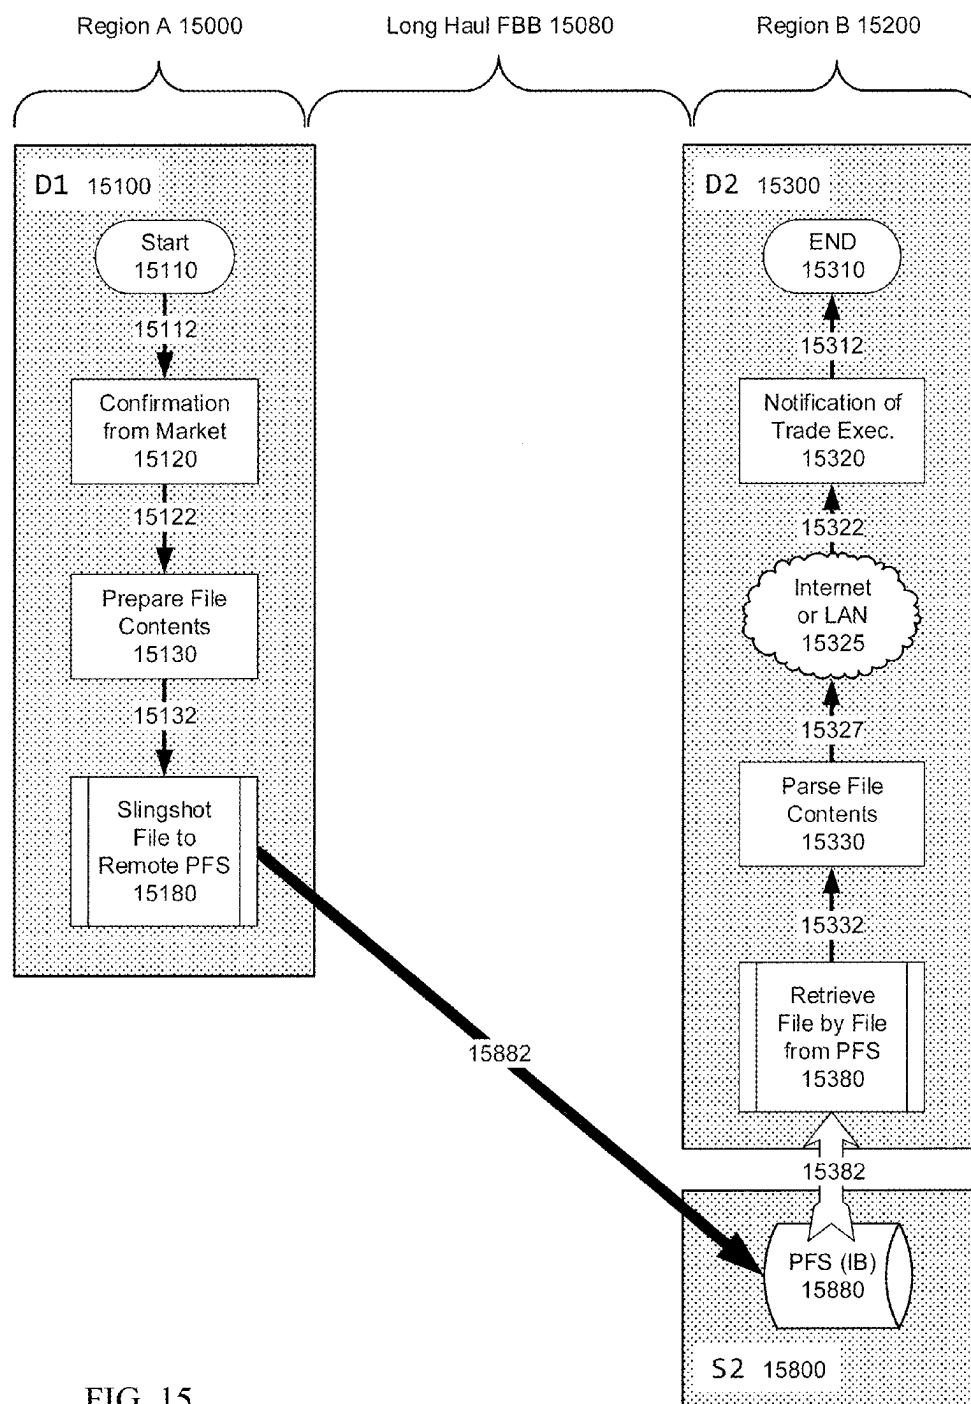 Region A 15000
Long Haul FBB 15080
Region B 15200
D1 15100
Start
15110
15112
Confirmation
from Market
15120
15122
Prepare File
Contents
15130
15132
Slingshot
File to
Remote PFS
15180
15882
D2 15300
END
15310
15312
Notification of
Trade Exec.
15320
15322
Internet
or LAN
15325
15327
Parse File
Contents
15330
15332
Retrieve
File by File
from PFS
15380
15382
PFS (IB)
15880
S2 15800
FIG. 15